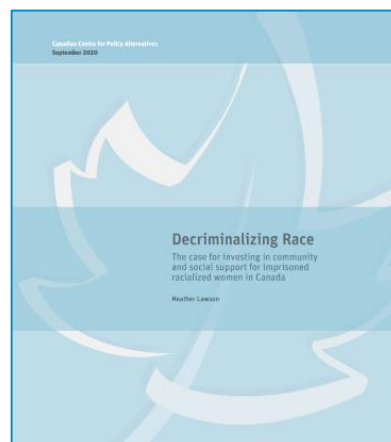 Canadian Centre for Policy Alternatives
September 2020
Decriminalizing Race
The case for investing in community
and social support for imprisoned
racialized women in Canada
Heather Lawson